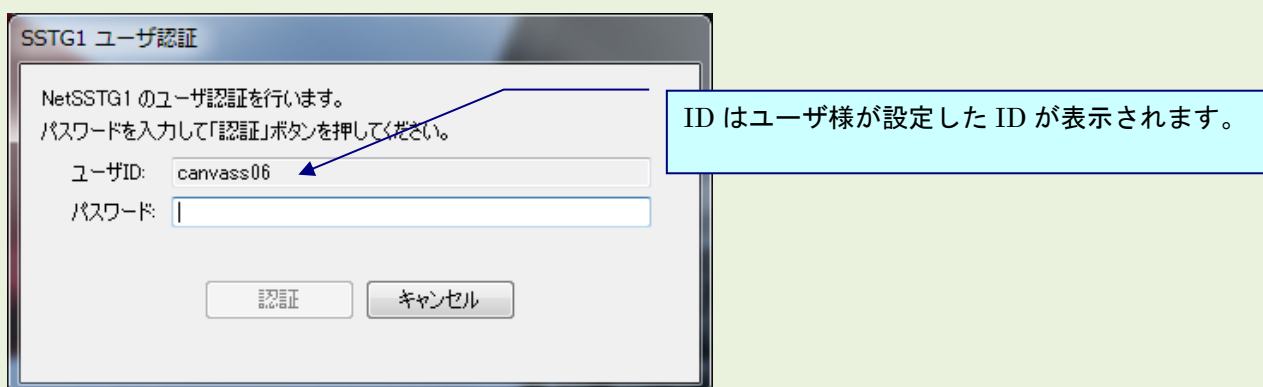 SSTG1 ユーザ認証
NetSSTG1 のユーザ認証を行います。
パスワードを入力して「認証」ボタンを押してください。
ユーザID: canvass06
パスワード:
認証 キャンセル
ID はユーザ様が設定した ID が表示されます。